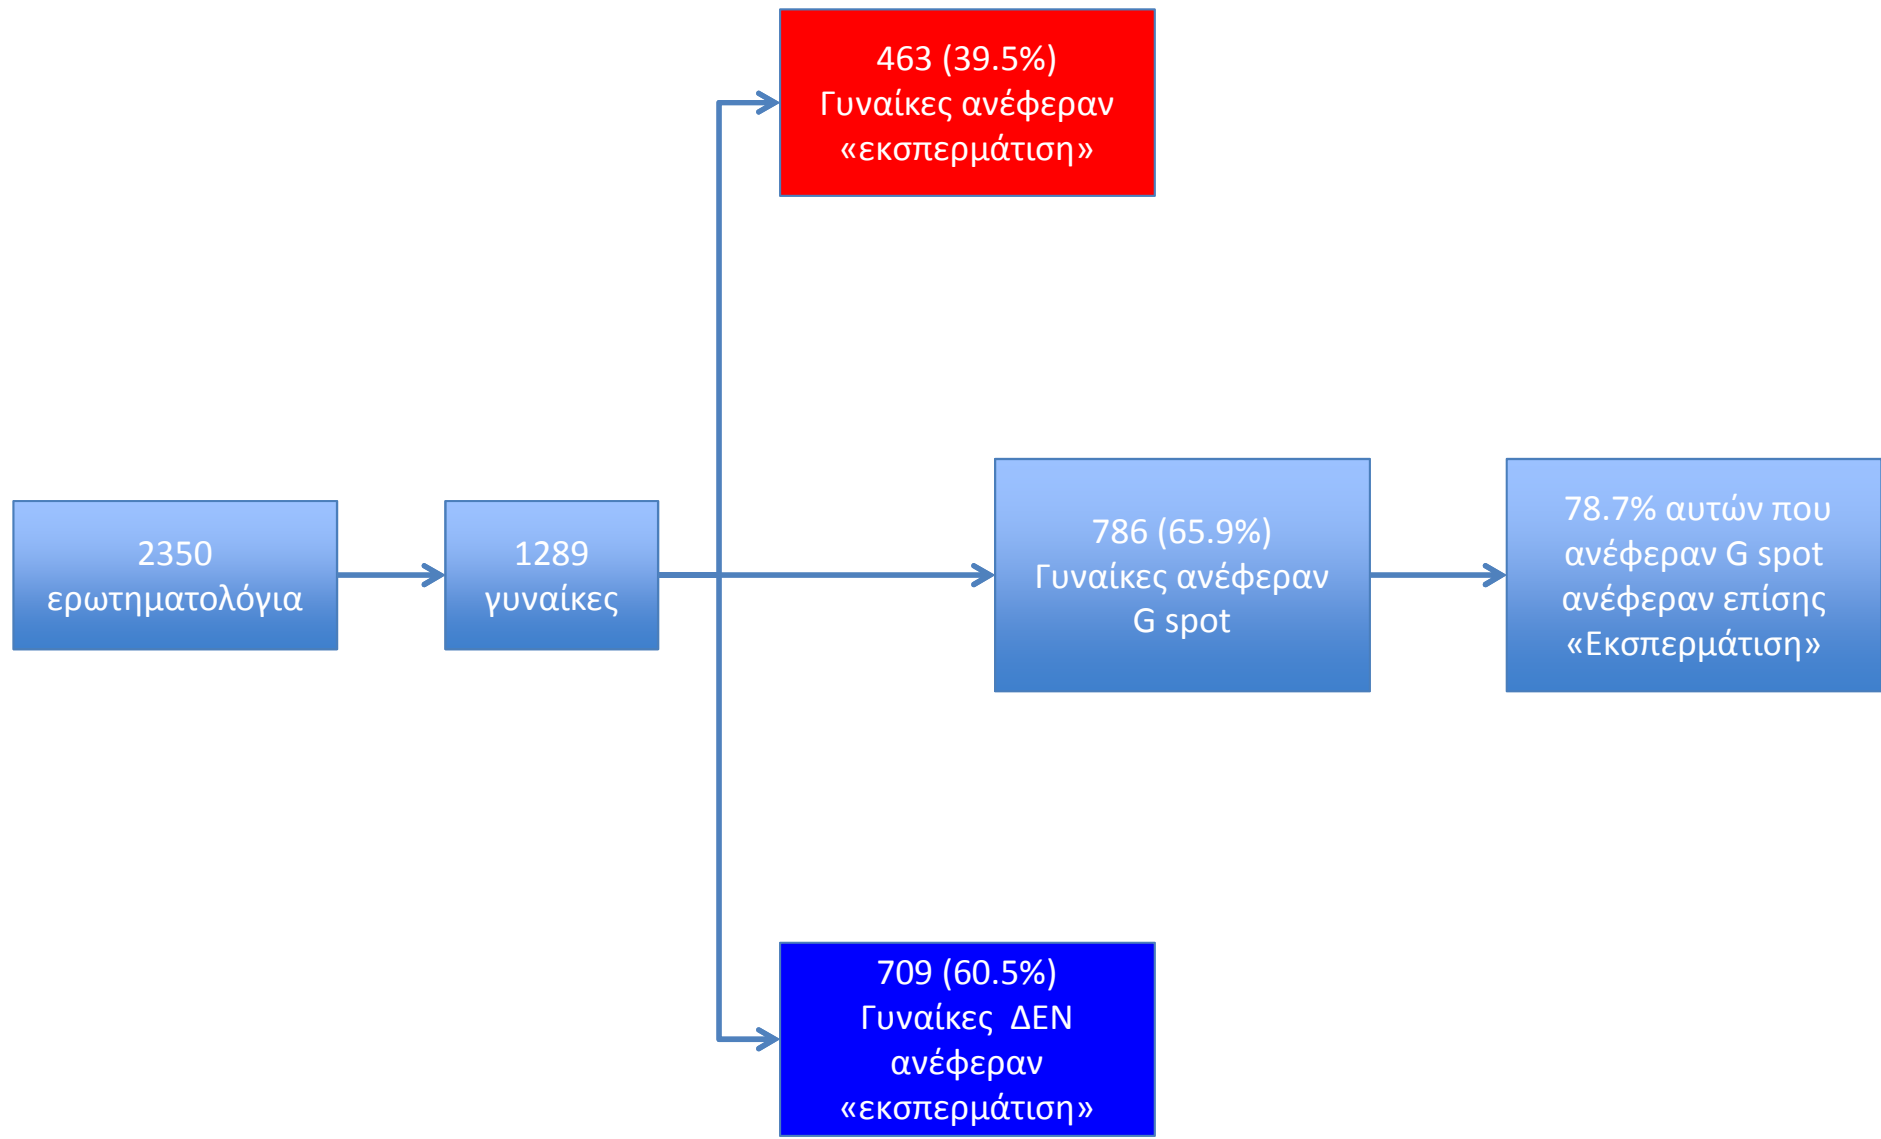 463 (39.5%)
Γυναίκες ανέφεραν
«εκσπερμάτιση»
2350
ερωτηματολόγια
1289
γυναίκες
786 (65.9%)
Γυναίκες ανέφεραν
G spot
78.7% αυτών που
ανέφεραν G spot
ανέφεραν επίσης
«Εκσπερμάτιση»
709 (60.5%)
Γυναίκες ΔΕΝ
ανέφεραν
«εκσπερμάτιση»